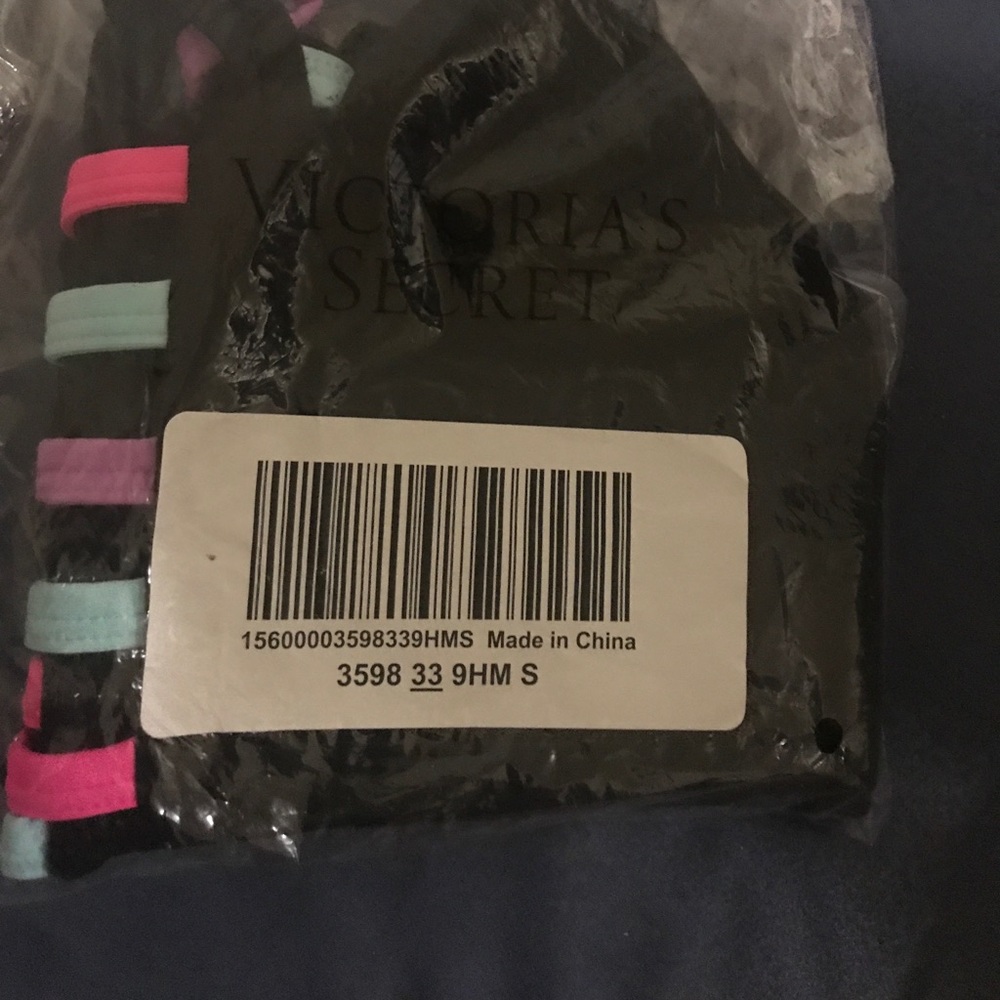 VICTORIA'S
SECRET
15600003598339HMS Made in China
3598 33 9HM S